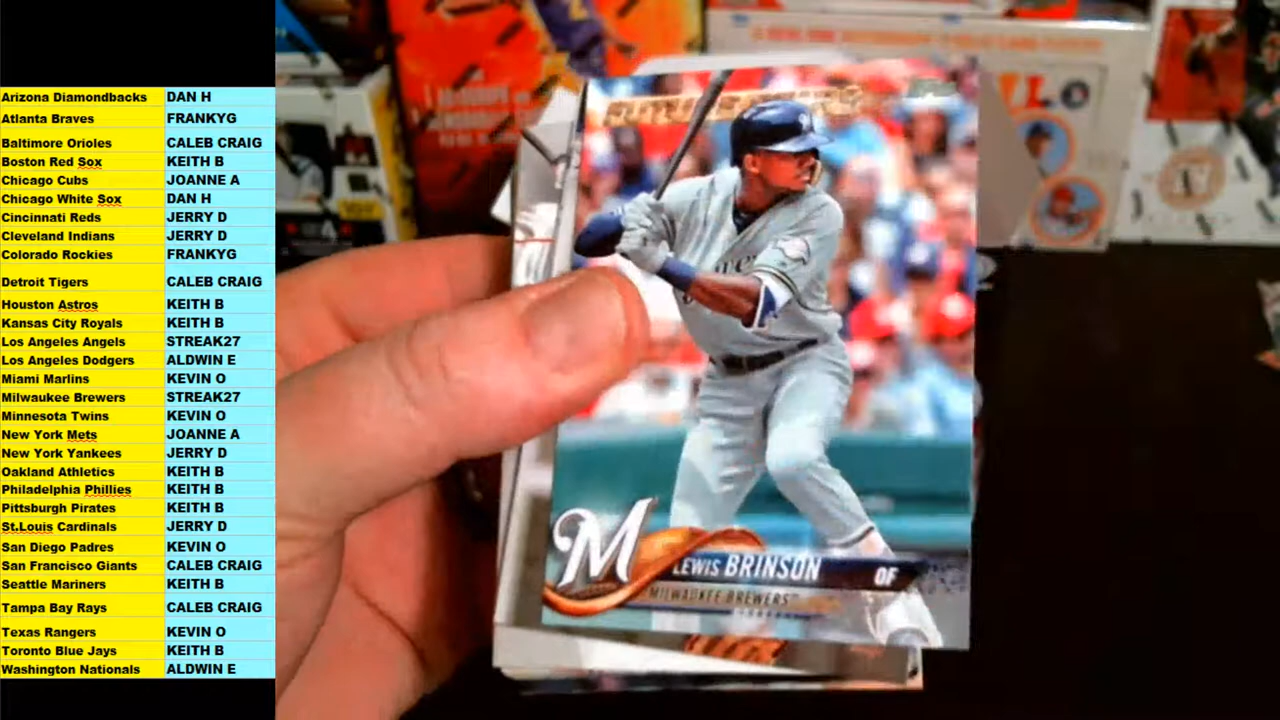 Arizona Diamondbacks DAN H
Atlanta Braves FRANKYG
Baltimore Orioles CALEB CRAIG
Boston Red Sox KEITH B
Chicago Cubs JOANNE A
Chicago White Sox DAN H
Cincinnati Reds JERRY D
Cleveland Indians JERRY D
Colorado Rockies FRANKYG
Detroit Tigers CALEB CRAIG
Houston Astros KEITH B
Kansas City Royals KEITH B
Los Angeles Angels STREAK27
Los Angeles Dodgers ALDWIN E
Miami Marlins KEVIN O
Milwaukee Brewers STREAK27
Minnesota Twins KEVIN O
New York Mets JOANNE A
New York Yankees JERRY D
Oakland Athletics KEITH B
Philadelphia Phillies KEITH B
Pittsburgh Pirates KEITH B
St.Louis Cardinals JERRY D
San Diego Padres KEVIN O
San Francisco Giants CALEB CRAIG
Seattle Mariners KEITH B
Tampa Bay Rays CALEB CRAIG
Texas Rangers KEVIN O
Toronto Blue Jays KEITH B
Washington Nationals ALDWIN E
M
LEWIS BRINSON OF
MILWAUKEE BREWERS